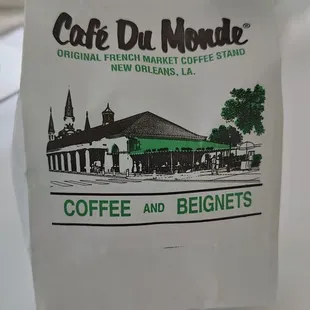 Café Du Monde®
ORIGINAL FRENCH MARKET COFFEE STAND
NEW ORLEANS, LA.
COFFEE AND BEIGNETS